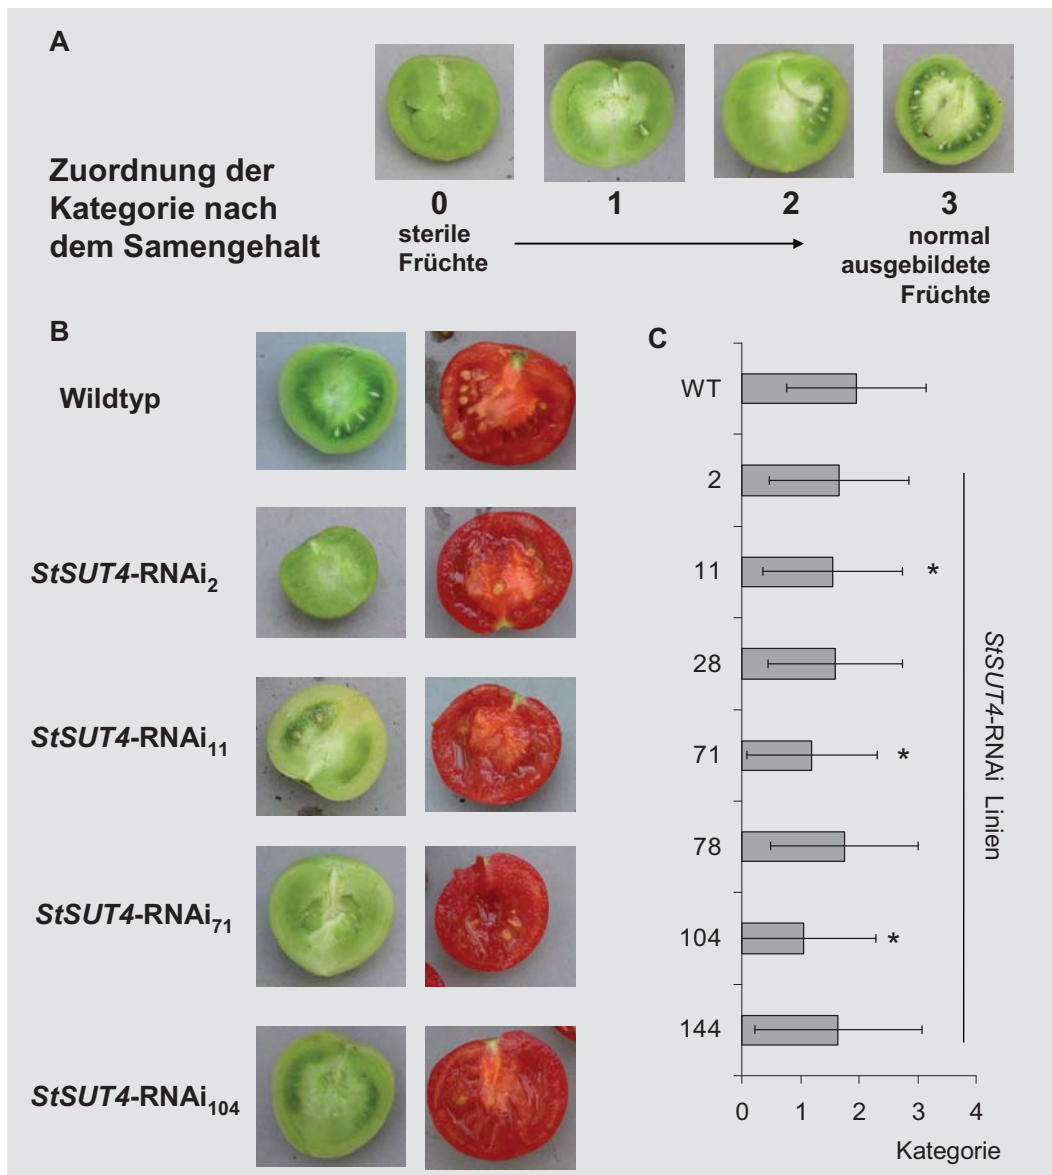 A
Zuordnung der
Kategorie nach
dem Samengehalt
0
sterile
Früchte
1
2
3
normal
ausgebildete
Früchte
B
Wildtyp
StSUT4-RNAi2
StSUT4-RNAi11
StSUT4-RNAi71
StSUT4-RNAi104
C
WT
2
11 *
28
71 *
78
104 *
144
StSUT4-RNAi Linien
0 1 2 3 4
Kategorie